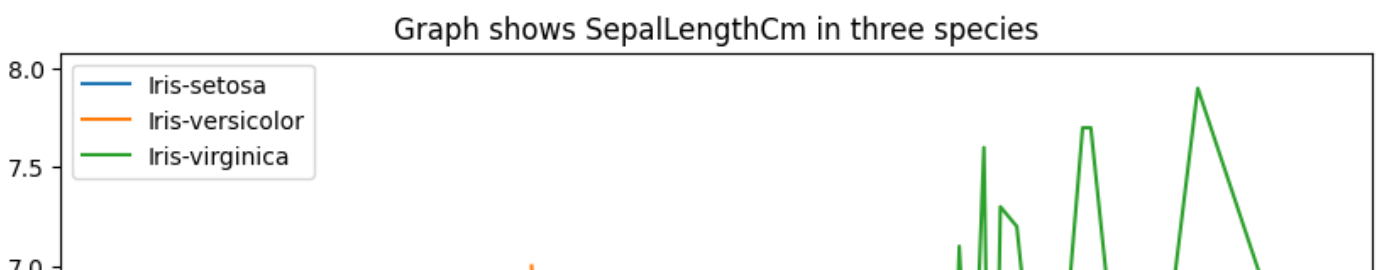 Graph shows SepalLengthCm in three species
8.0
Iris-setosa
Iris-versicolor
Iris-virginica
7.5
7.0